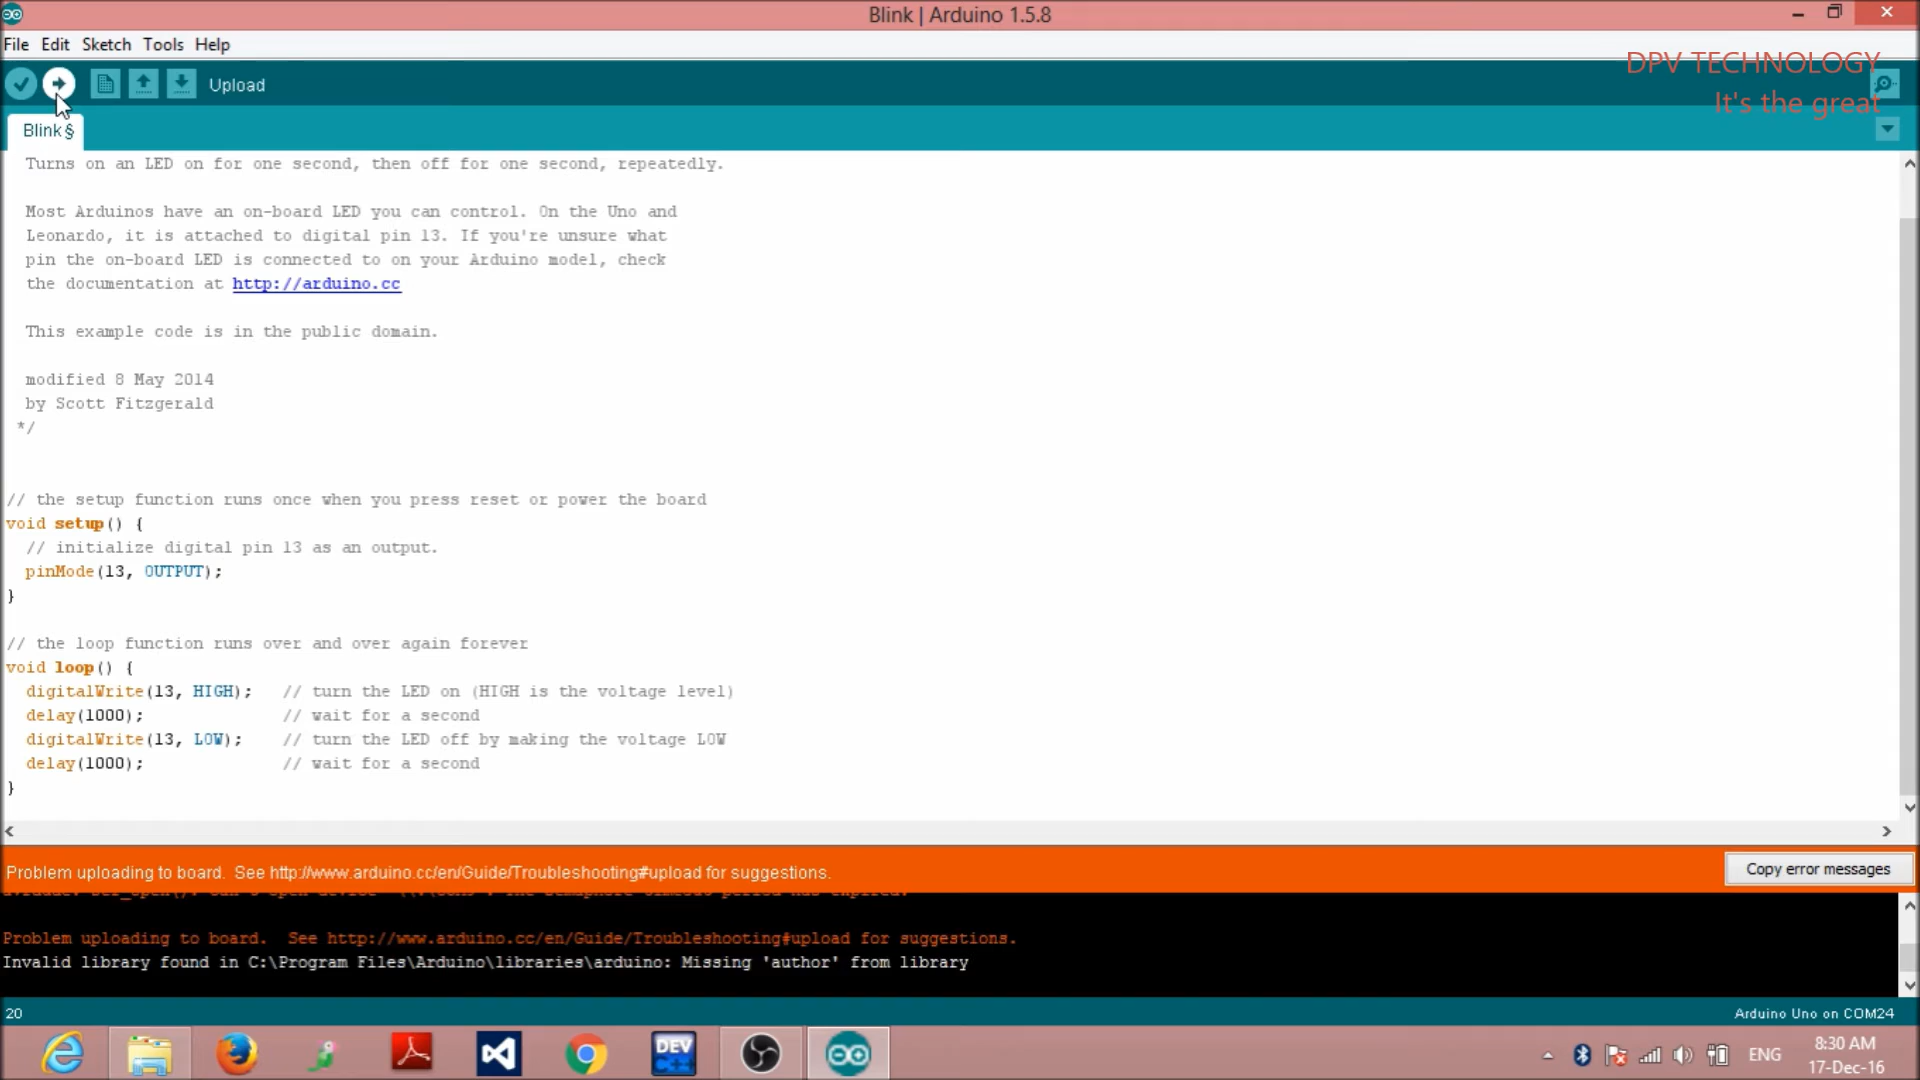 Blink | Arduino 1.5.8
File Edit Sketch Tools Help
DPV TECHNOLOGY
Upload
It's the great
Blink §
Turns on an LED on for one second, then off for one second, repeatedly.
Most Arduinos have an on-board LED you can control. On the Uno and
Leonardo, it is attached to digital pin 13. If you're unsure what
pin the on-board LED is connected to on your Arduino model, check
the documentation at http://arduino.cc
This example code is in the public domain.
modified 8 May 2014
by Scott Fitzgerald
*/
// the setup function runs once when you press reset or power the board
void setup() {
// initialize digital pin 13 as an output.
pinMode(13, OUTPUT);
}
// the loop function runs over and over again forever
void loop() {
digitalWrite(13, HIGH);   // turn the LED on (HIGH is the voltage level)
delay(1000);              // wait for a second
digitalWrite(13, LOW);    // turn the LED off by making the voltage LOW
delay(1000);              // wait for a second
}
Problem uploading to board.  See http://www.arduino.cc/en/Guide/Troubleshooting#upload for suggestions.
Copy error messages
Problem uploading to board.  See http://www.arduino.cc/en/Guide/Troubleshooting#upload for suggestions.
Invalid library found in C:\Program Files\Arduino\libraries\arduino: Missing 'author' from library
20
Arduino Uno on COM24
DEV
C++
ENG
8:30 AM
17-Dec-16